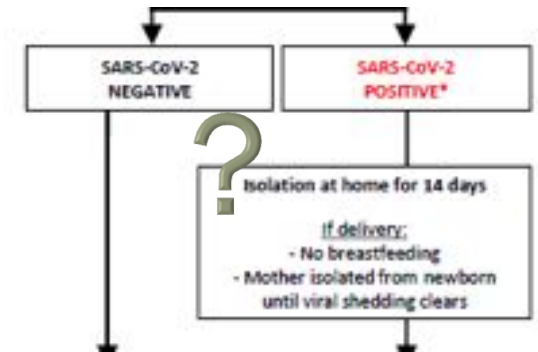 SARS-CoV-2
NEGATIVE
SARS-CoV-2
POSITIVE*
?
Isolation at home for 14 days
If delivery:
- No breastfeeding
- Mother isolated from newborn
until viral shedding clears